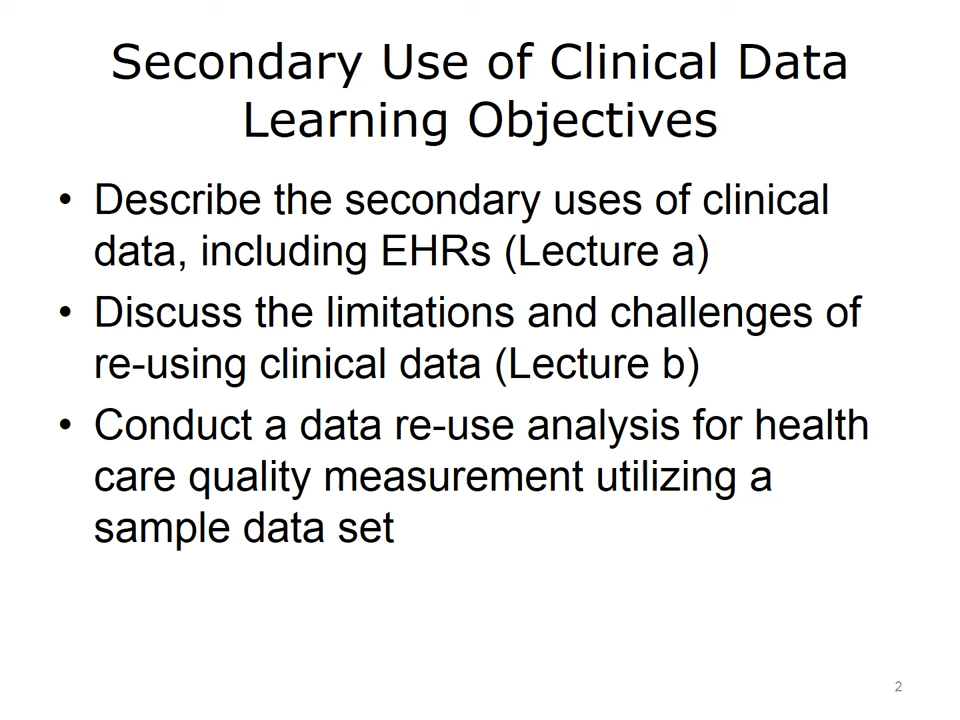 Secondary Use of Clinical Data
Learning Objectives
• Describe the secondary uses of clinical
data, including EHRs (Lecture a)
• Discuss the limitations and challenges of
re-using clinical data (Lecture b)
• Conduct a data re-use analysis for health
care quality measurement utilizing a
sample data set
2